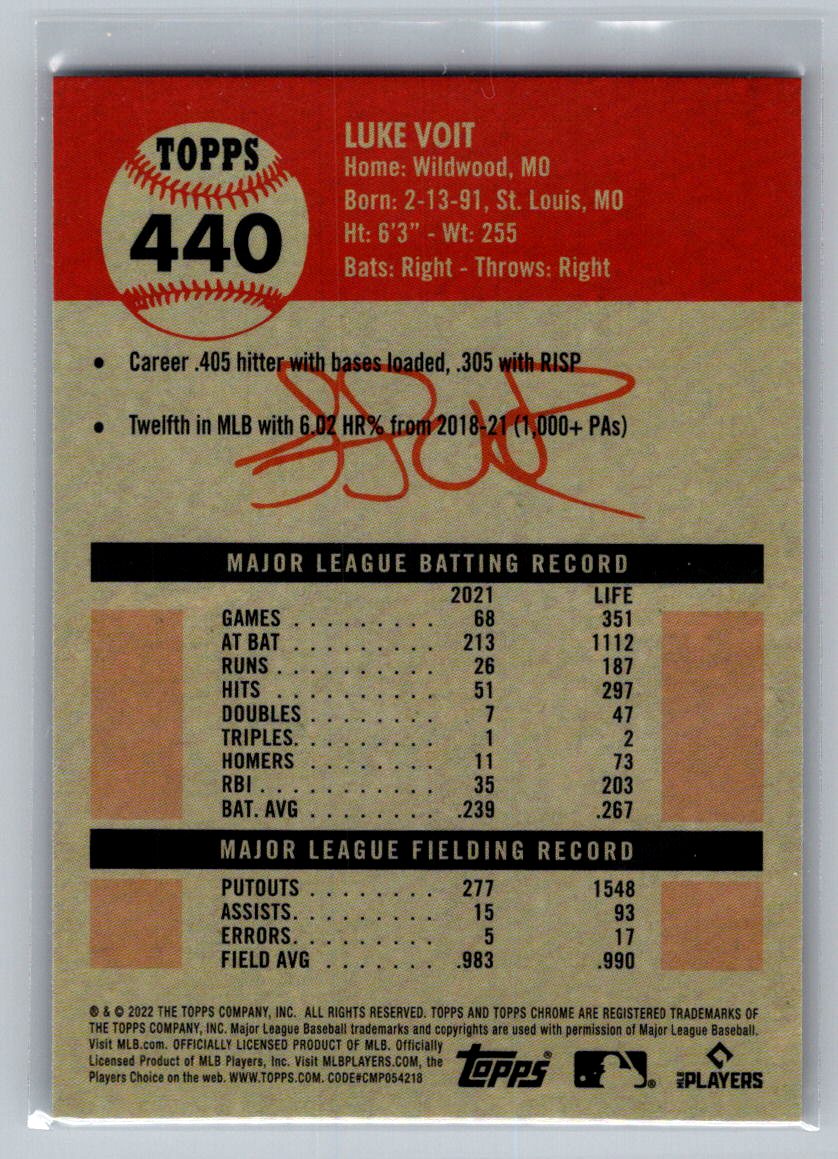 TOPPS
440
LUKE VOIT
Home: Wildwood, MO
Born: 2-13-91, St. Louis, MO
Ht: 6'3" - Wt: 255
Bats: Right - Throws: Right
• Career .405 hitter with bases loaded, .305 with RISP
• Twelfth in MLB with 6.02 HR% from 2018-21 (1,000+ PAs)
MAJOR LEAGUE BATTING RECORD
2021 LIFE
GAMES . . . . . . . . . 68 351
AT BAT . . . . . . . . . 213 1112
RUNS . . . . . . . . . . 26 187
HITS . . . . . . . . . . 51 297
DOUBLES . . . . . . . . 7 47
TRIPLES. . . . . . . . . 1 2
HOMERS . . . . . . . . 11 73
RBI . . . . . . . . . . . 35 203
BAT. AVG . . . . . . . . .239 .267
MAJOR LEAGUE FIELDING RECORD
PUTOUTS . . . . . . . . 277 1548
ASSISTS. . . . . . . . . 15 93
ERRORS. . . . . . . . . 5 17
FIELD AVG . . . . . . . .983 .990
® & © 2022 THE TOPPS COMPANY, INC. ALL RIGHTS RESERVED. TOPPS AND TOPPS CHROME ARE REGISTERED TRADEMARKS OF
THE TOPPS COMPANY, INC. Major League Baseball trademarks and copyrights are used with permission of Major League Baseball.
Visit MLB.com. OFFICIALLY LICENSED PRODUCT OF MLB. Officially
Licensed Product of MLB Players, Inc. Visit MLBPLAYERS.COM, the
Players Choice on the web. WWW.TOPPS.COM. CODE#CMP054218
Topps® ®
MLB PLAYERS